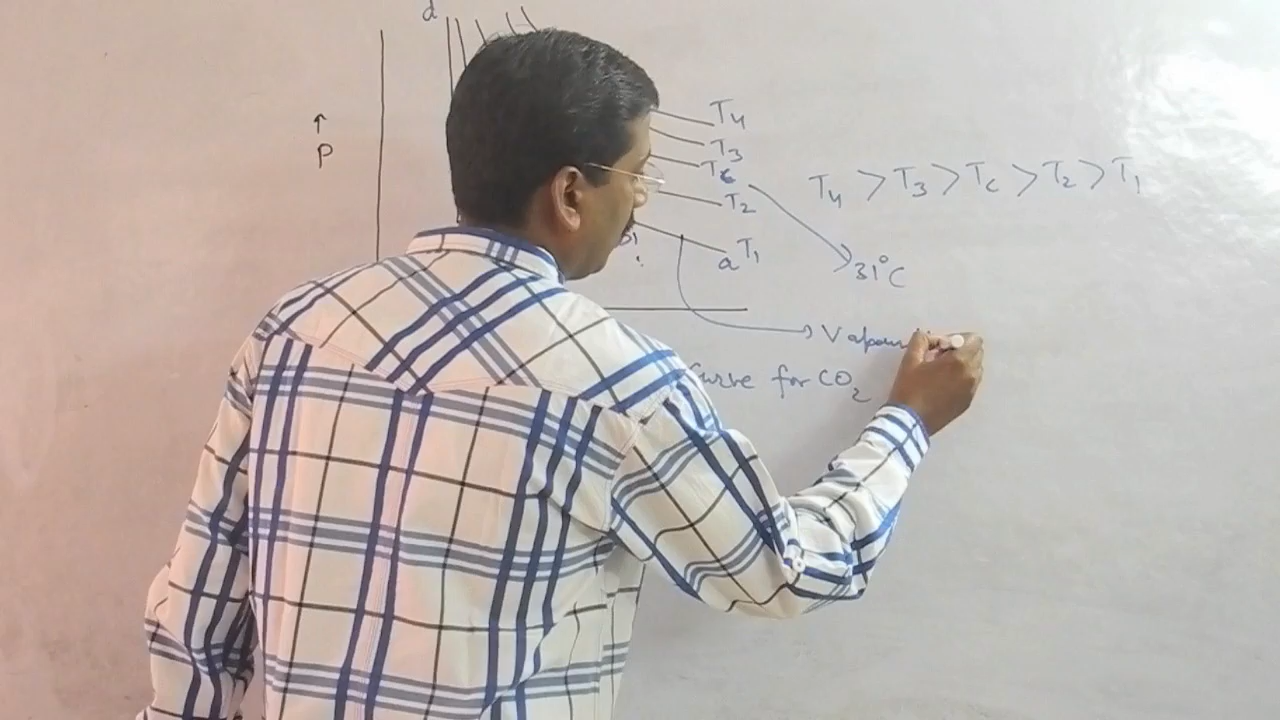 d
↑
P
T4
T3
Tc
T2
a T1
T4 > T3 > Tc > T2 > T1
31°C
Curve for CO2